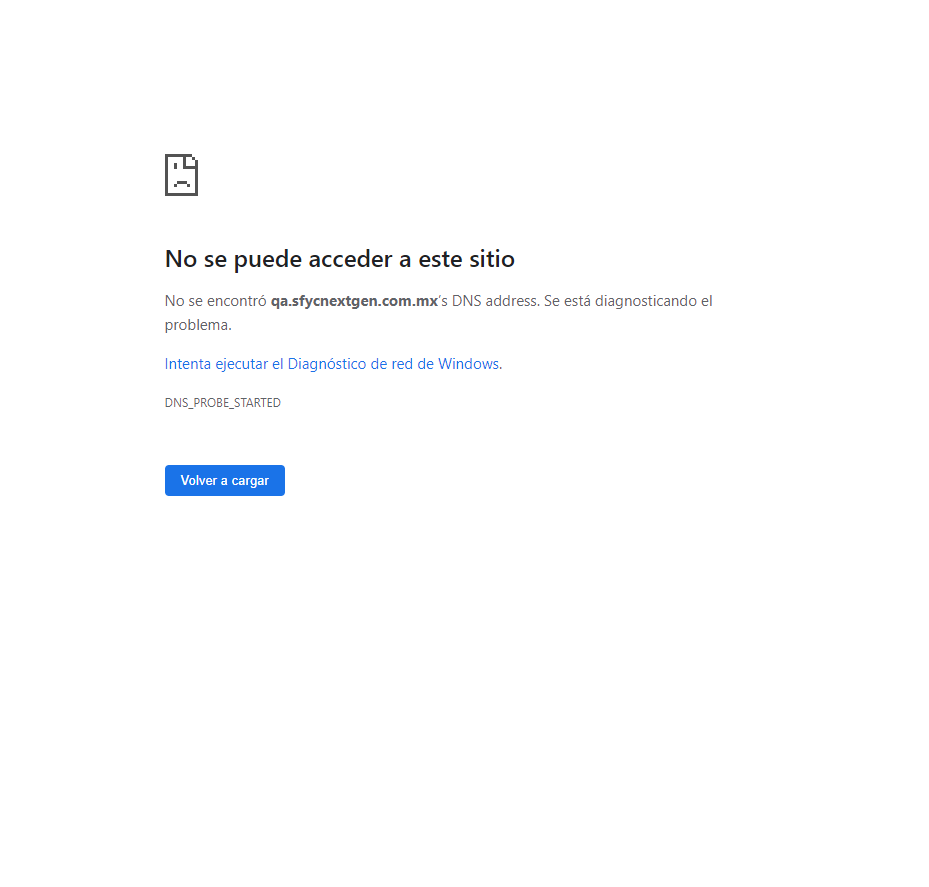 No se puede acceder a este sitio
No se encontró qa.sfycnextgen.com.mx's DNS address. Se está diagnosticando el
problema.
Intenta ejecutar el Diagnóstico de red de Windows.
DNS_PROBE_STARTED
Volver a cargar